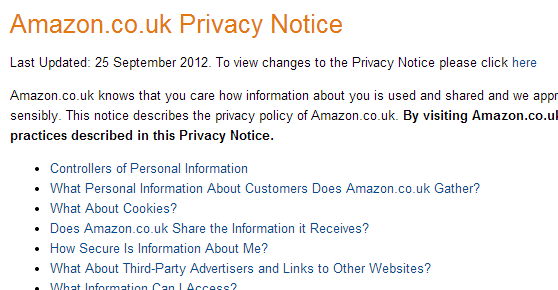 Amazon.co.uk Privacy Notice
Last Updated: 25 September 2012. To view changes to the Privacy Notice please click here
Amazon.co.uk knows that you care how information about you is used and shared and we
sensibly. This notice describes the privacy policy of Amazon.co.uk. By visiting
practices described in this Privacy Notice.
Controllers of Personal Information
What Personal Information About Customers Does Amazon.co.uk Gather?
What About Cookies?
Does Amazon.co.uk Share the Information it Receives?
How Secure Is Information About Me?
What About Third-Party Advertisers and Links to Other Websites?
What Information Can I Access?